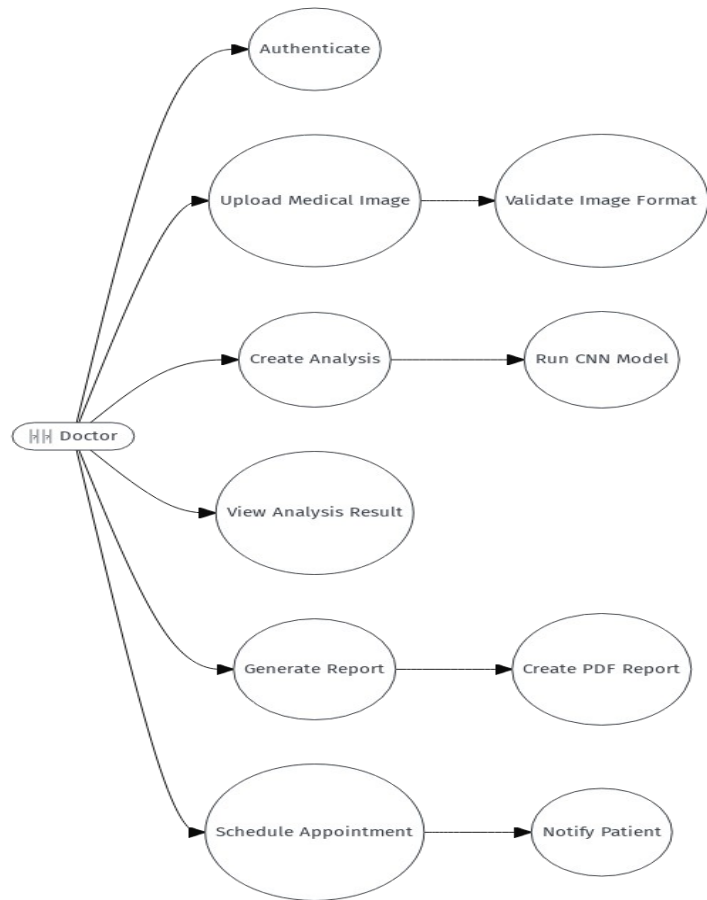 Authenticate
Upload Medical Image
Validate Image Format
Create Analysis
Run CNN Model
Doctor
View Analysis Result
Generate Report
Create PDF Report
Schedule Appointment
Notify Patient